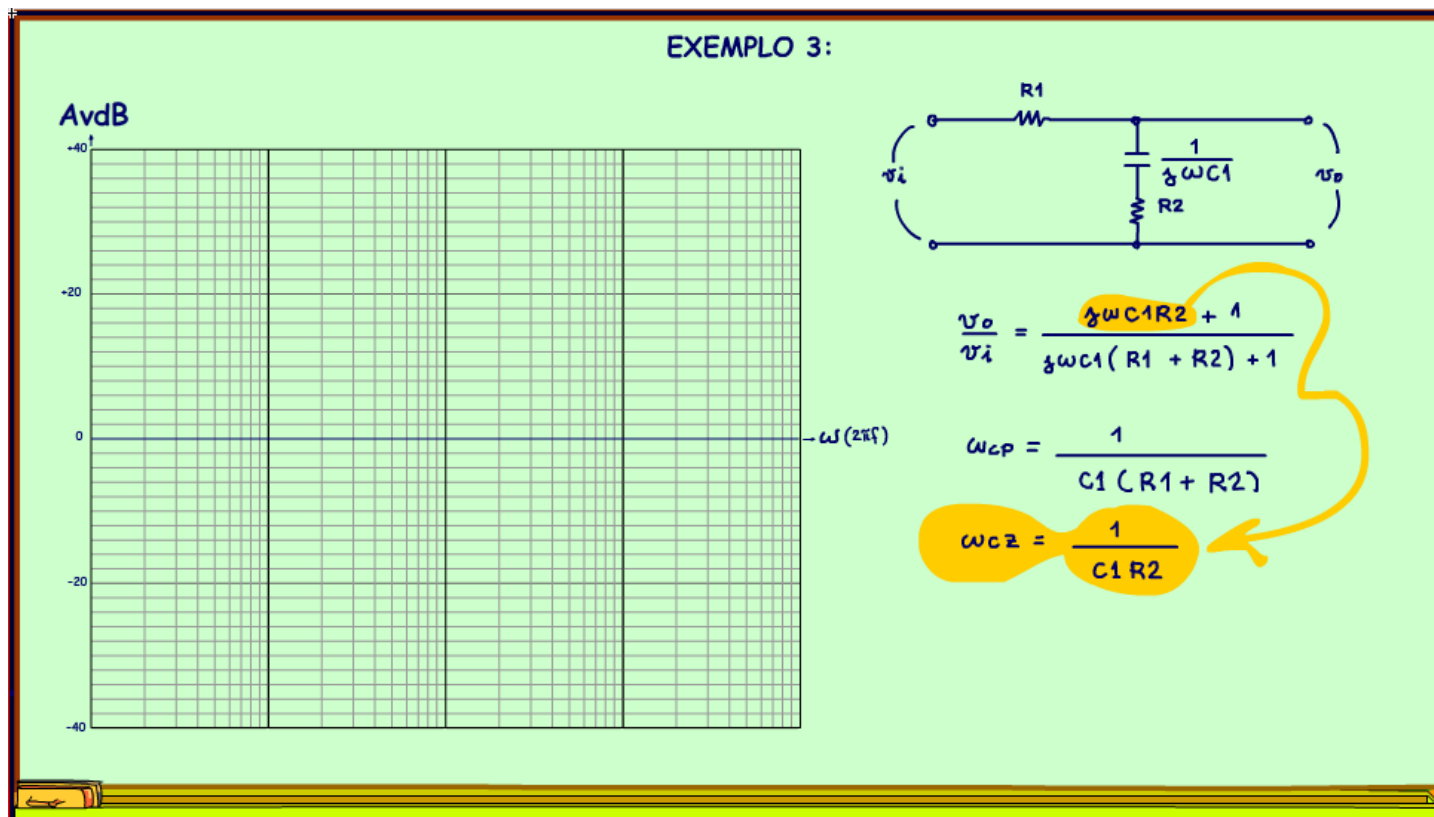 EXEMPLO 3:
AvdB
+40
+20
0
-20
-40
→ω(2πf)
R1
vi
1
jωC1
R2
vo
vo
vi
=
jωC1R2 + 1
jωC1(R1 + R2) + 1
ωcp =
1
C1 (R1 + R2)
ωcz =
1
C1 R2